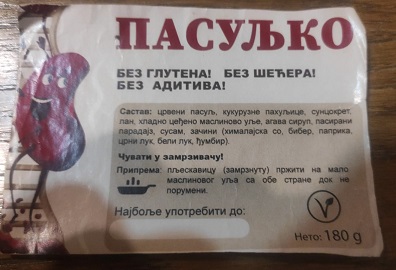 ПАСУЉКО
БЕЗ ГЛУТЕНА! БЕЗ ШЕЋЕРА!
БЕЗ АДИТИВА!
Састав: црвени пасуљ, кукурузне пахуљице, сунцокрет,
лан, хладно цеђено маслиново уље, агава сируп, пасирани
парадајз, сусам, зачини (хималајска со, бибер, паприка,
црни лук, бели лук, ђумбир).
Чувати у замрзивачу!
Припрема: пљескавицу (замрзнуту) пржити на мало
маслиновог уља са обе стране док не
порумени.
Најбоље употребити до:
Нето: 180 g